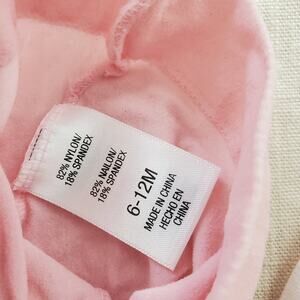 82% NYLON/
18% SPANDEX
82% NAILON/
18% SPANDEX
6-12M
MADE IN CHINA
HECHO EN
CHINA